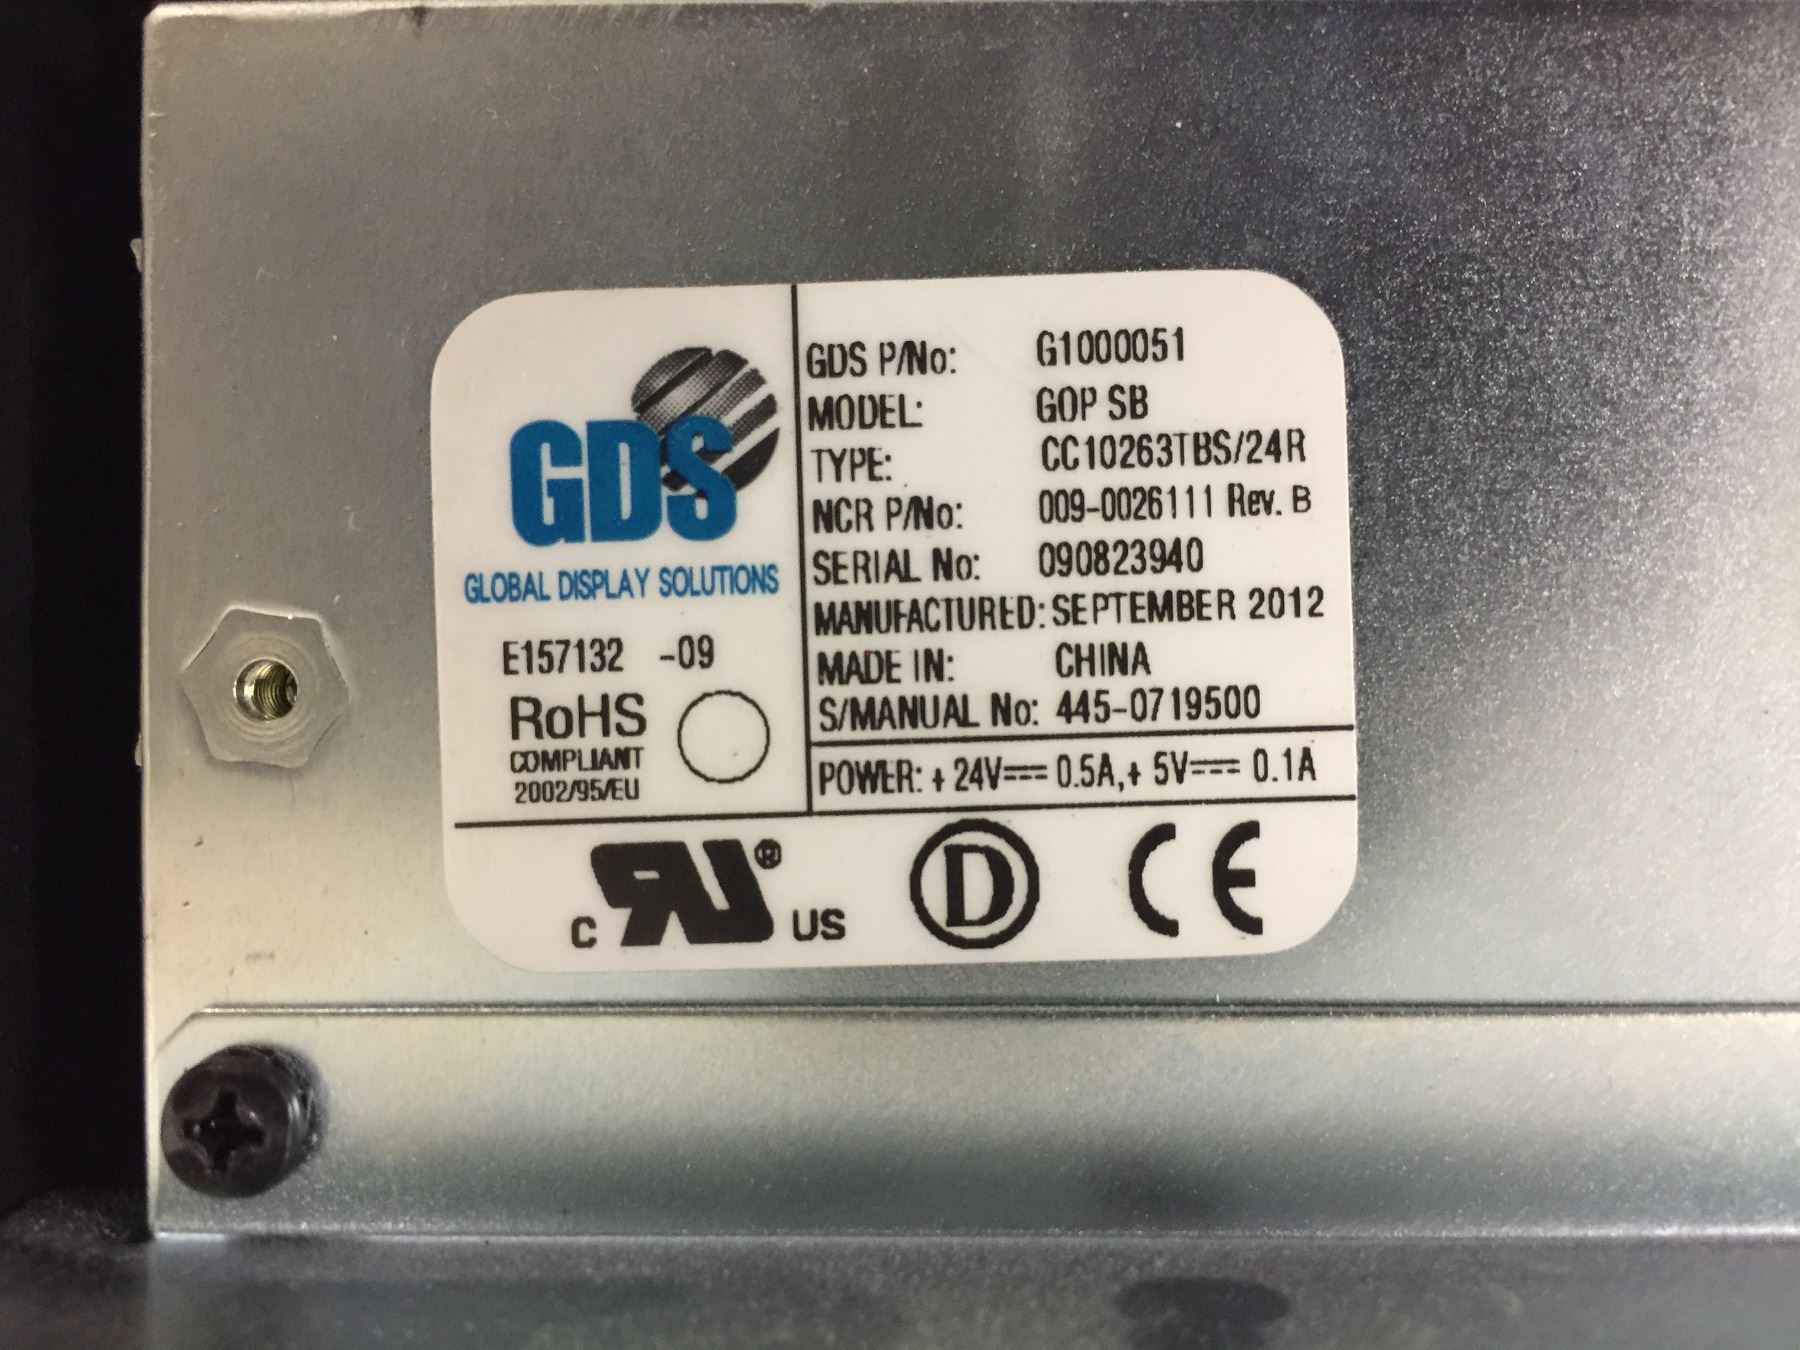 GDS
GLOBAL DISPLAY SOLUTIONS
E157132 -09
RoHS
COMPLIANT
2002/95/EU
GDS P/No: G1000051
MODEL: GOP SB
TYPE: CC10263TBS/24R
NCR P/No: 009-0026111 Rev. B
SERIAL No: 090823940
MANUFACTURED: SEPTEMBER 2012
MADE IN: CHINA
S/MANUAL No: 445-0719500
POWER: + 24V⎓ 0.5A, + 5V⎓ 0.1A
c RU ® US
D
CE